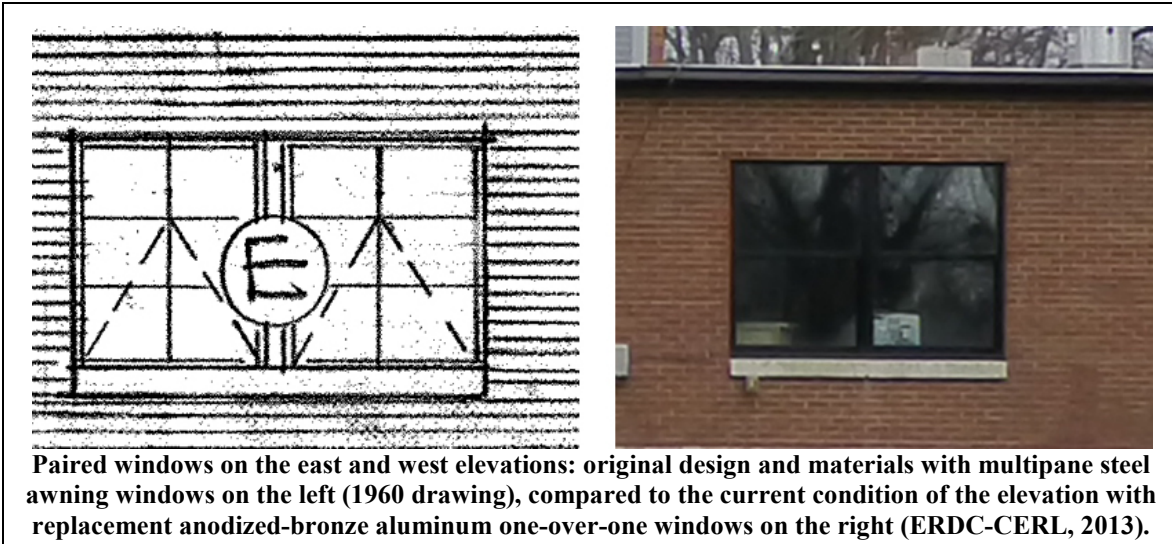 E
Paired windows on the east and west elevations: original design and materials with multipane steel
awning windows on the left (1960 drawing), compared to the current condition of the elevation with
replacement anodized-bronze aluminum one-over-one windows on the right (ERDC-CERL, 2013).